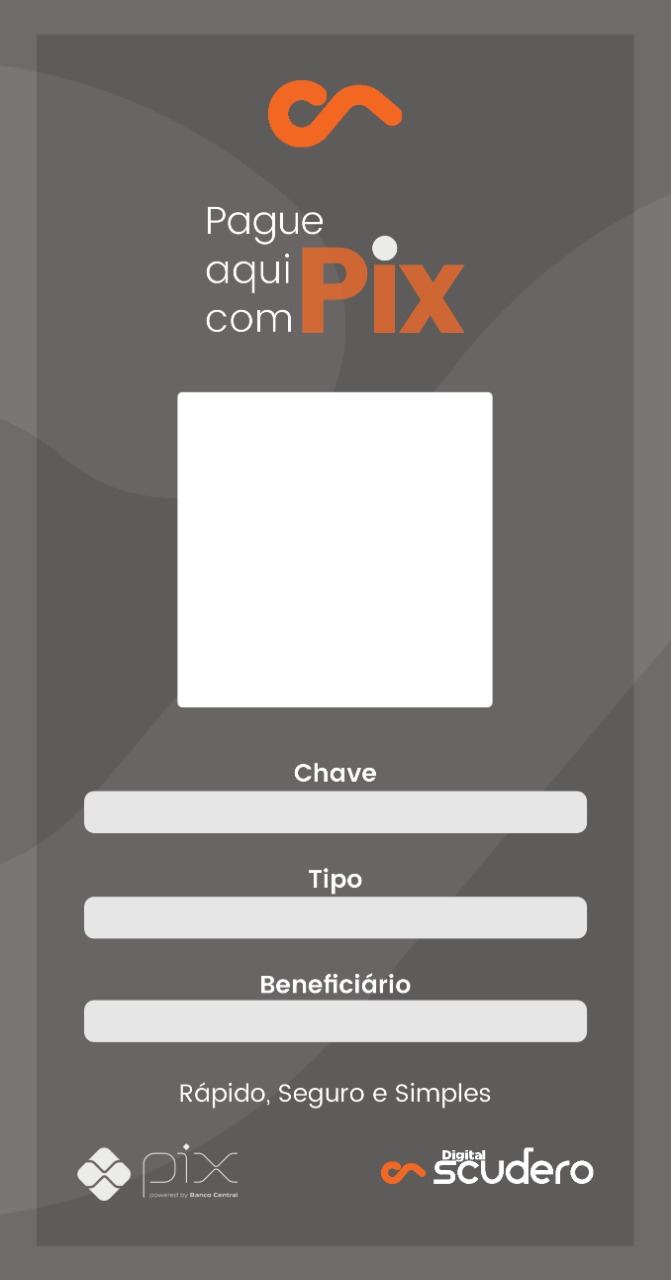 Pague
aqui
com Pix
Chave
Tipo
Beneficiário
Rápido, Seguro e Simples
pix
powered by Banco Central
Digital
scudero